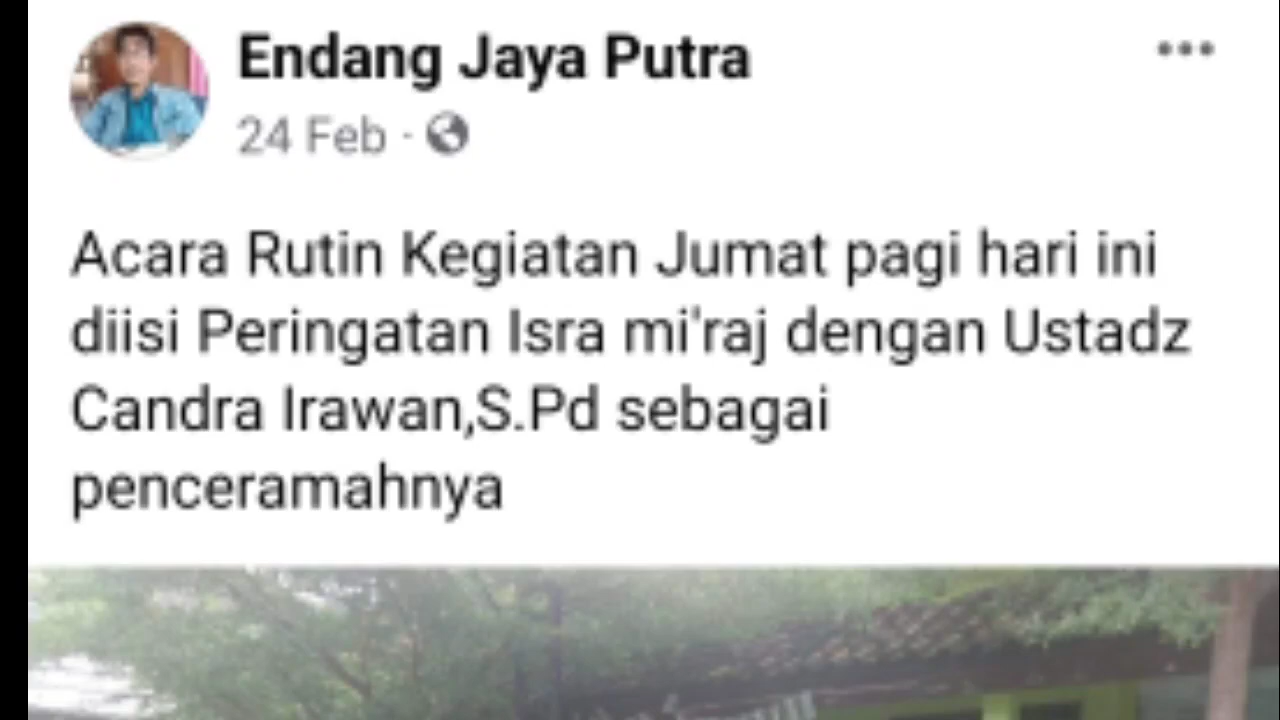 Endang Jaya Putra
24 Feb ·
Acara Rutin Kegiatan Jumat pagi hari ini
diisi Peringatan Isra mi'raj dengan Ustadz
Candra Irawan,S.Pd sebagai
penceramahnya